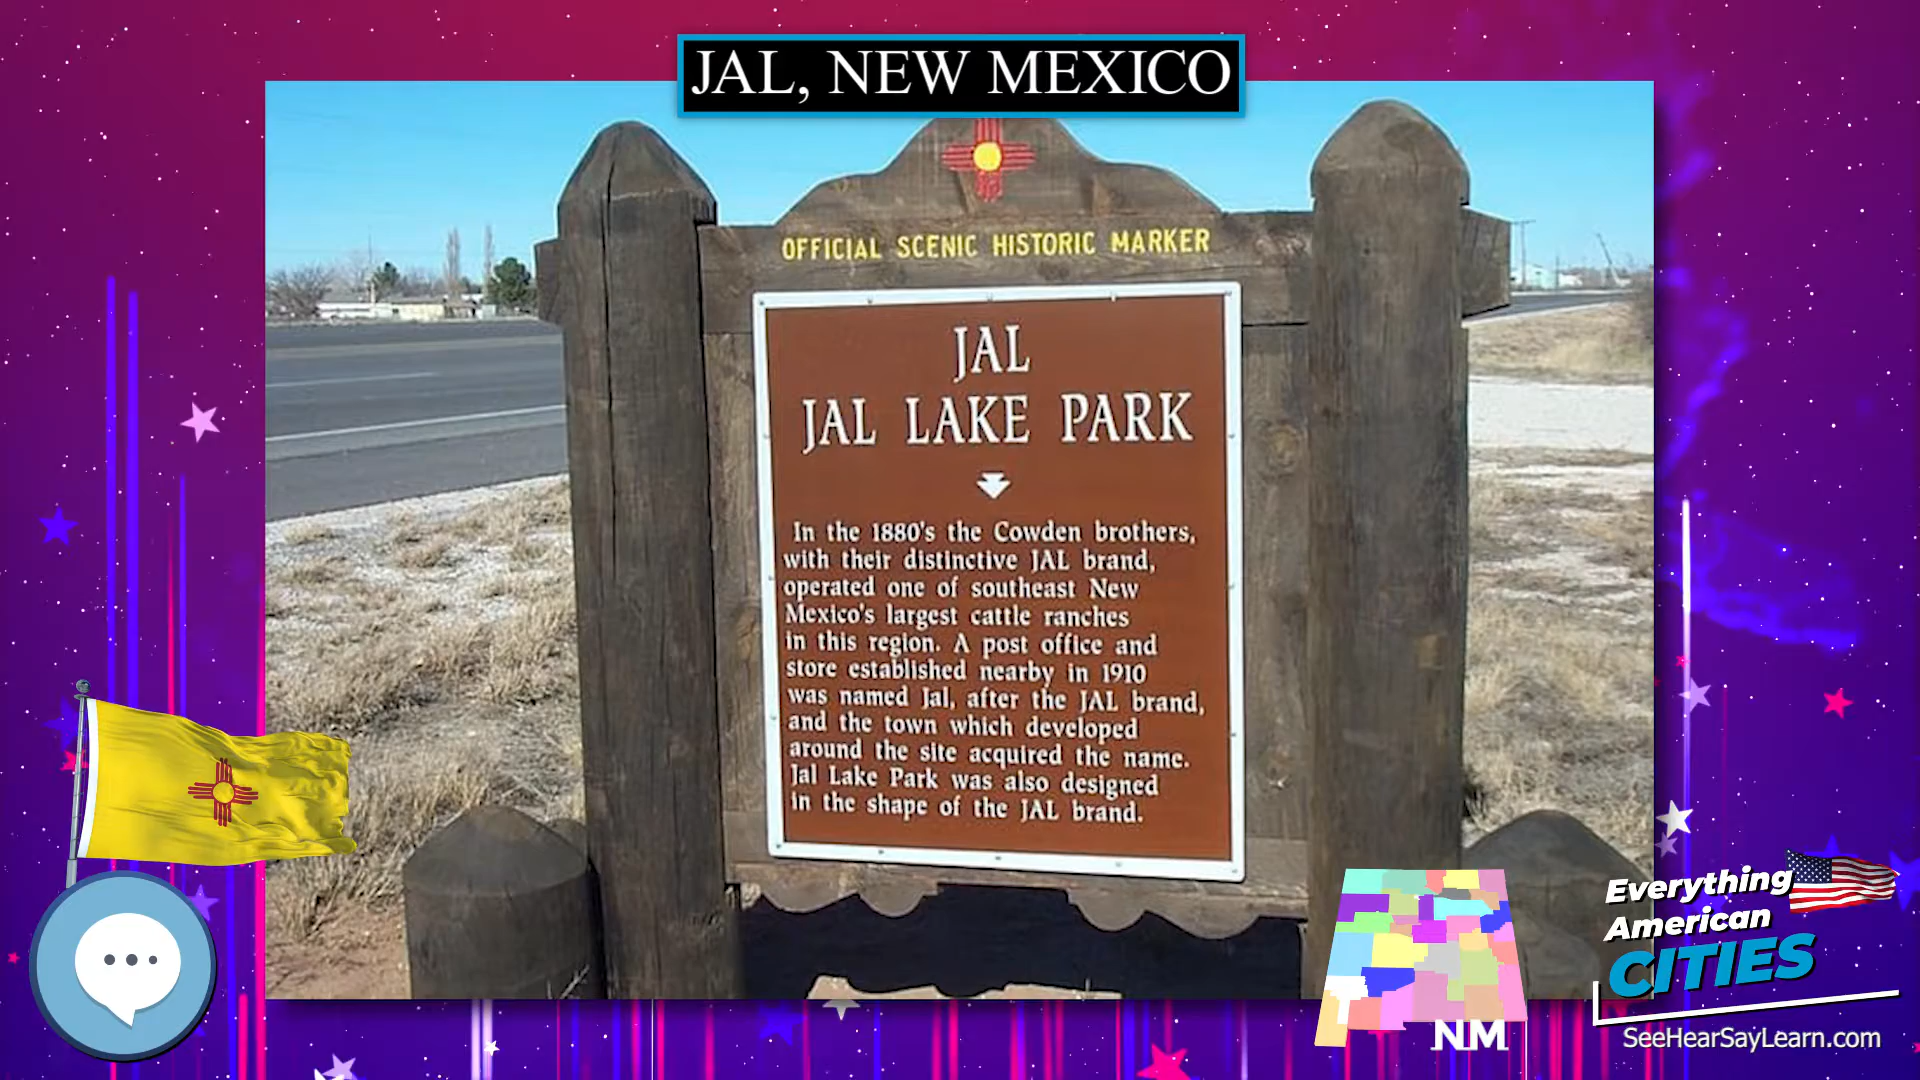 JAL, NEW MEXICO
OFFICIAL SCENIC HISTORIC MARKER
JAL
JAL LAKE PARK
In the 1880's the Cowden brothers,
with their distinctive JAL brand,
operated one of southeast New
Mexico's largest cattle ranches
in this region. A post office and
store established nearby in 1910
was named Jal, after the JAL brand,
and the town which developed
around the site acquired the name.
Jal Lake Park was also designed
in the shape of the JAL brand.
NM
Everything
American
CITIES
SeeHearSayLearn.com